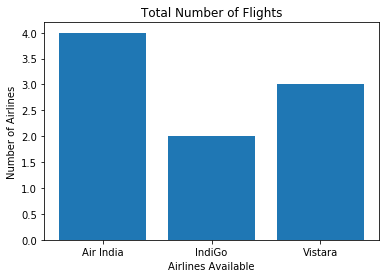 Total Number of Flights
Number of Airlines
4.0
3.5
3.0
2.5
2.0
1.5
1.0
0.5
0.0
Air India IndiGo Vistara
Airlines Available